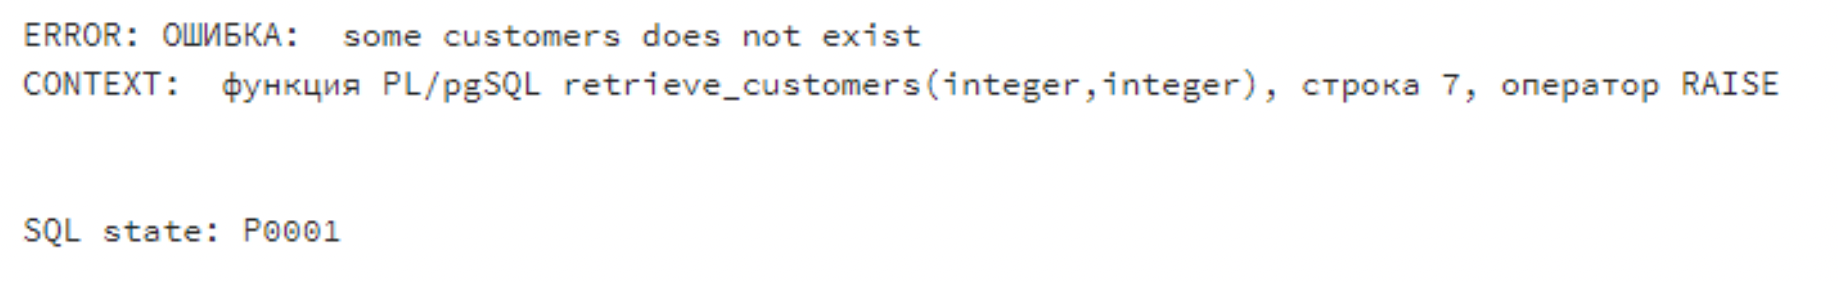 ERROR: ОШИБКА:  some customers does not exist
CONTEXT:  функция PL/pgSQL retrieve_customers(integer,integer), строка 7, оператор RAISE
SQL state: P0001